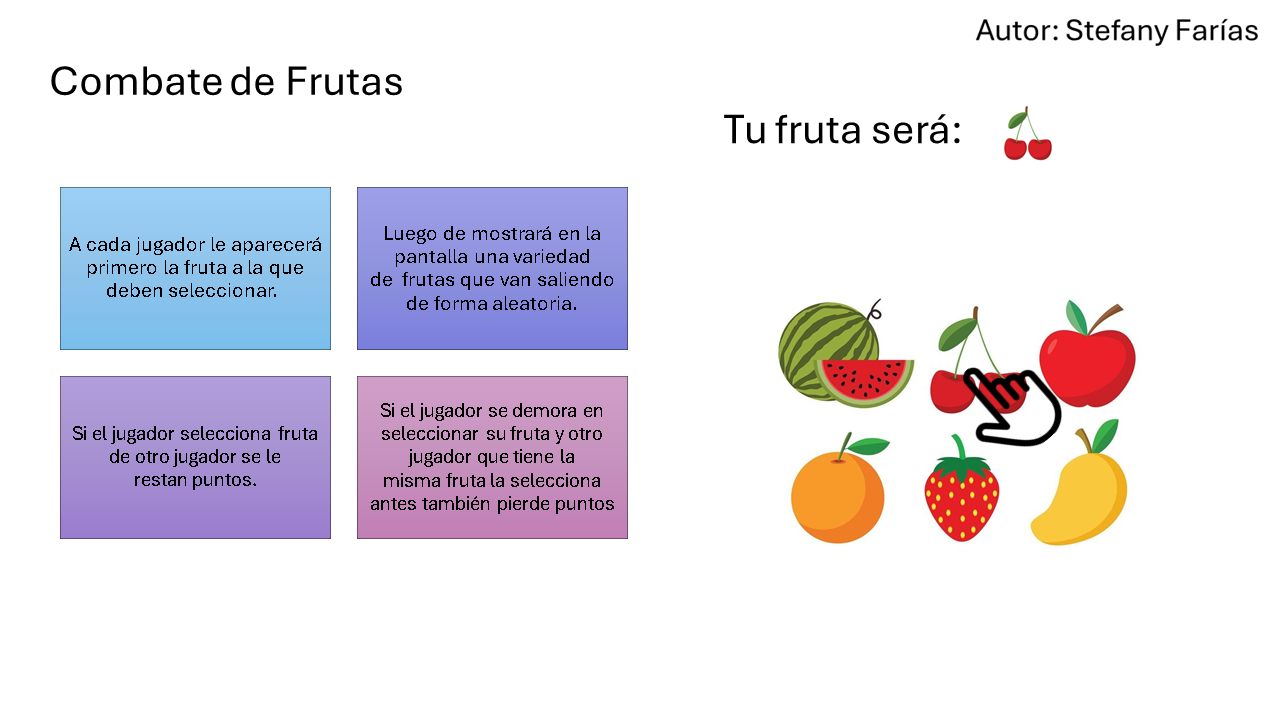 Autor: Stefany Farías
Combate de Frutas
Tu fruta será:
A cada jugador le aparecerá
primero la fruta a la que
deben seleccionar.
Luego de mostrará en la
pantalla una variedad
de frutas que van saliendo
de forma aleatoria.
Si el jugador selecciona fruta
de otro jugador se le
restan puntos.
Si el jugador se demora en
seleccionar su fruta y otro
jugador que tiene la
misma fruta la selecciona
antes también pierde puntos